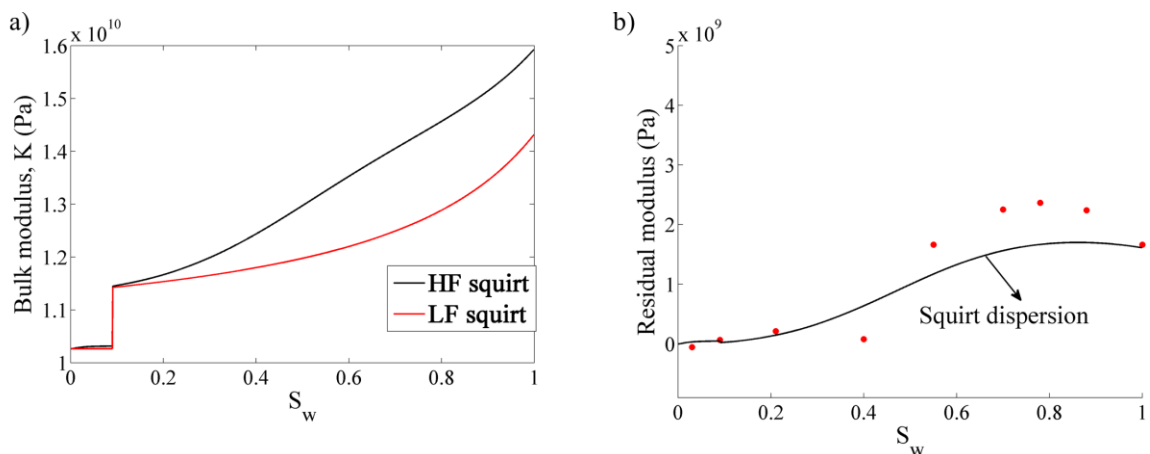 a)
x 10^10
1.6
1.5
1.4
1.3
1.2
1.1
1
Bulk modulus, K (Pa)
HF squirt
LF squirt
0 0.2 0.4 0.6 0.8 1
S_w
b)
x 10^9
5
4
3
2
1
0
Residual modulus (Pa)
Squirt dispersion
0 0.2 0.4 0.6 0.8 1
S_w